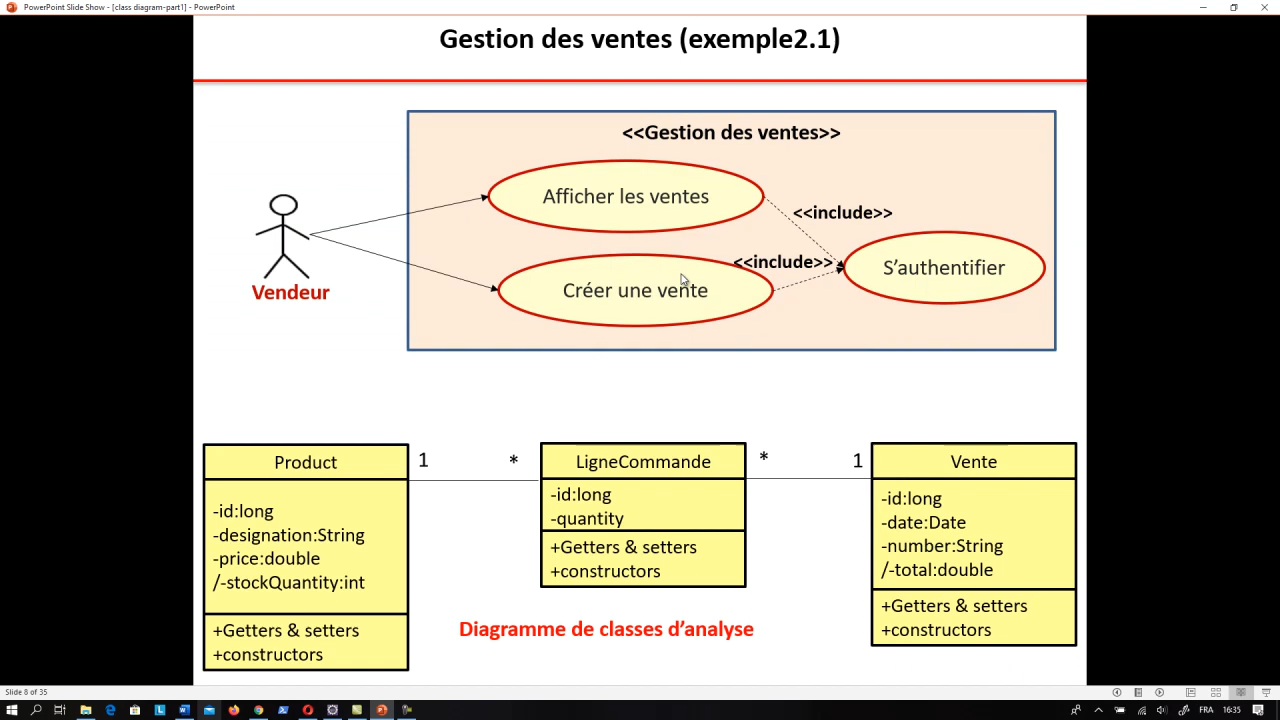 PowerPoint Slide Show - [class diagram-part1] - PowerPoint
Gestion des ventes (exemple2.1)
<<Gestion des ventes>>
Afficher les ventes
<<include>>
<<include>>
S’authentifier
Créer une vente
Vendeur
Product
1
*
LigneCommande
*
1
Vente
-id:long
-designation:String
-price:double
/-stockQuantity:int
+Getters & setters
+constructors
-id:long
-quantity
+Getters & setters
+constructors
-id:long
-date:Date
-number:String
/-total:double
+Getters & setters
+constructors
Diagramme de classes d’analyse
Slide 8 of 35
FRA
16:35